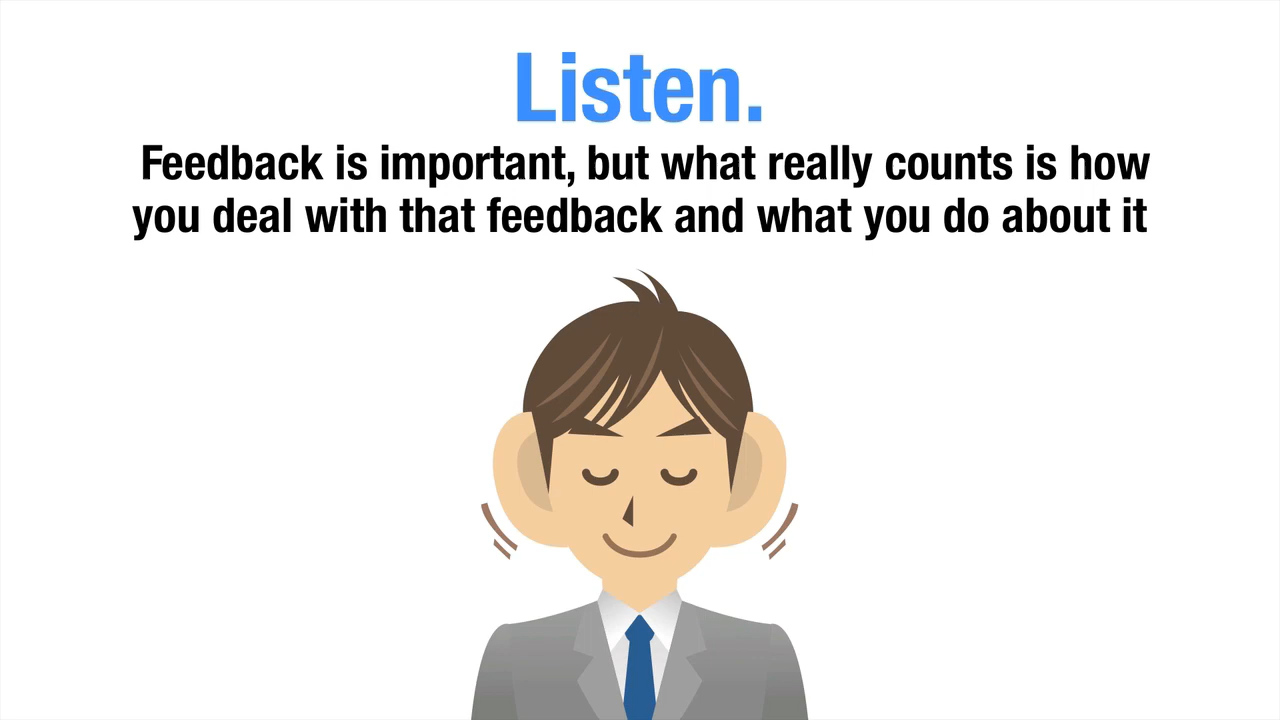 Listen.
Feedback is important, but what really counts is how
you deal with that feedback and what you do about it